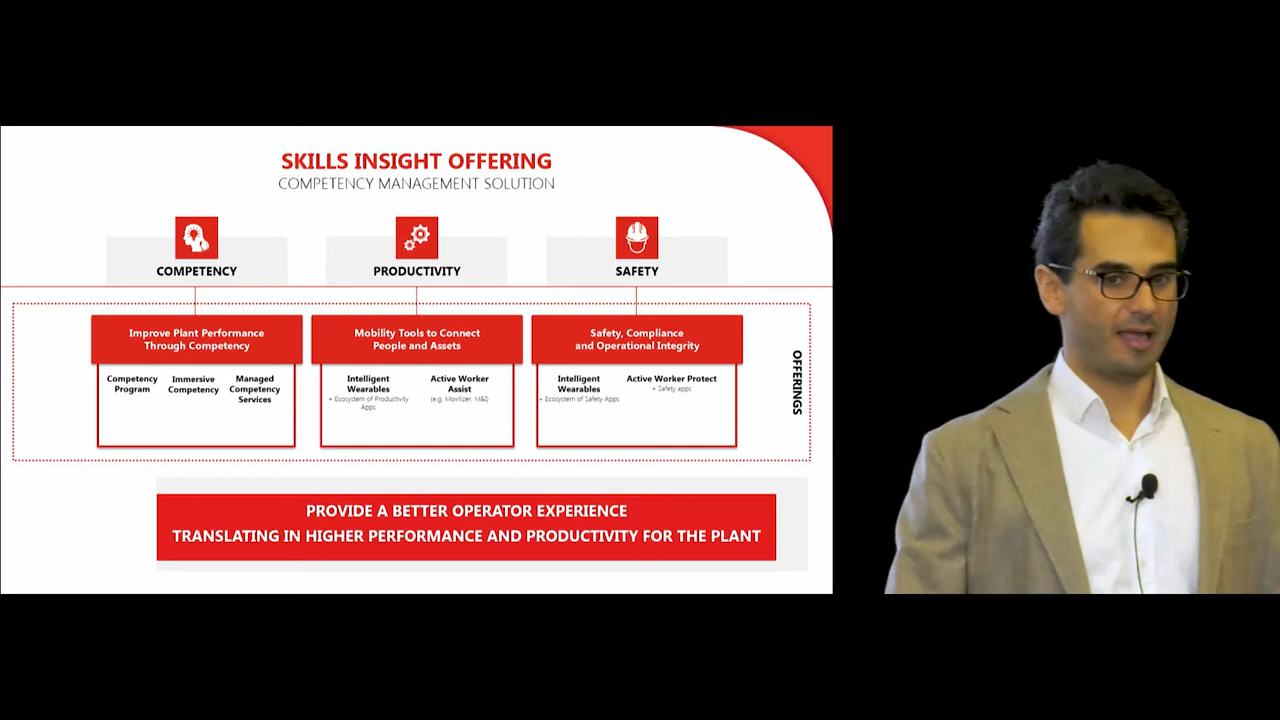 SKILLS INSIGHT OFFERING
COMPETENCY MANAGEMENT SOLUTION
COMPETENCY
PRODUCTIVITY
SAFETY
Improve Plant Performance
Through Competency
Mobility Tools to Connect
People and Assets
Safety, Compliance
and Operational Integrity
Competency
Program
Immersive
Competency
Managed
Competency
Services
Intelligent
Wearables
• Ecosystem of Productivity
Apps
Active Worker
Assist
(e.g. Movilizer, M&I)
Intelligent
Wearables
• Ecosystem of Safety Apps
Active Worker Protect
• Safety apps
OFFERINGS
PROVIDE A BETTER OPERATOR EXPERIENCE
TRANSLATING IN HIGHER PERFORMANCE AND PRODUCTIVITY FOR THE PLANT